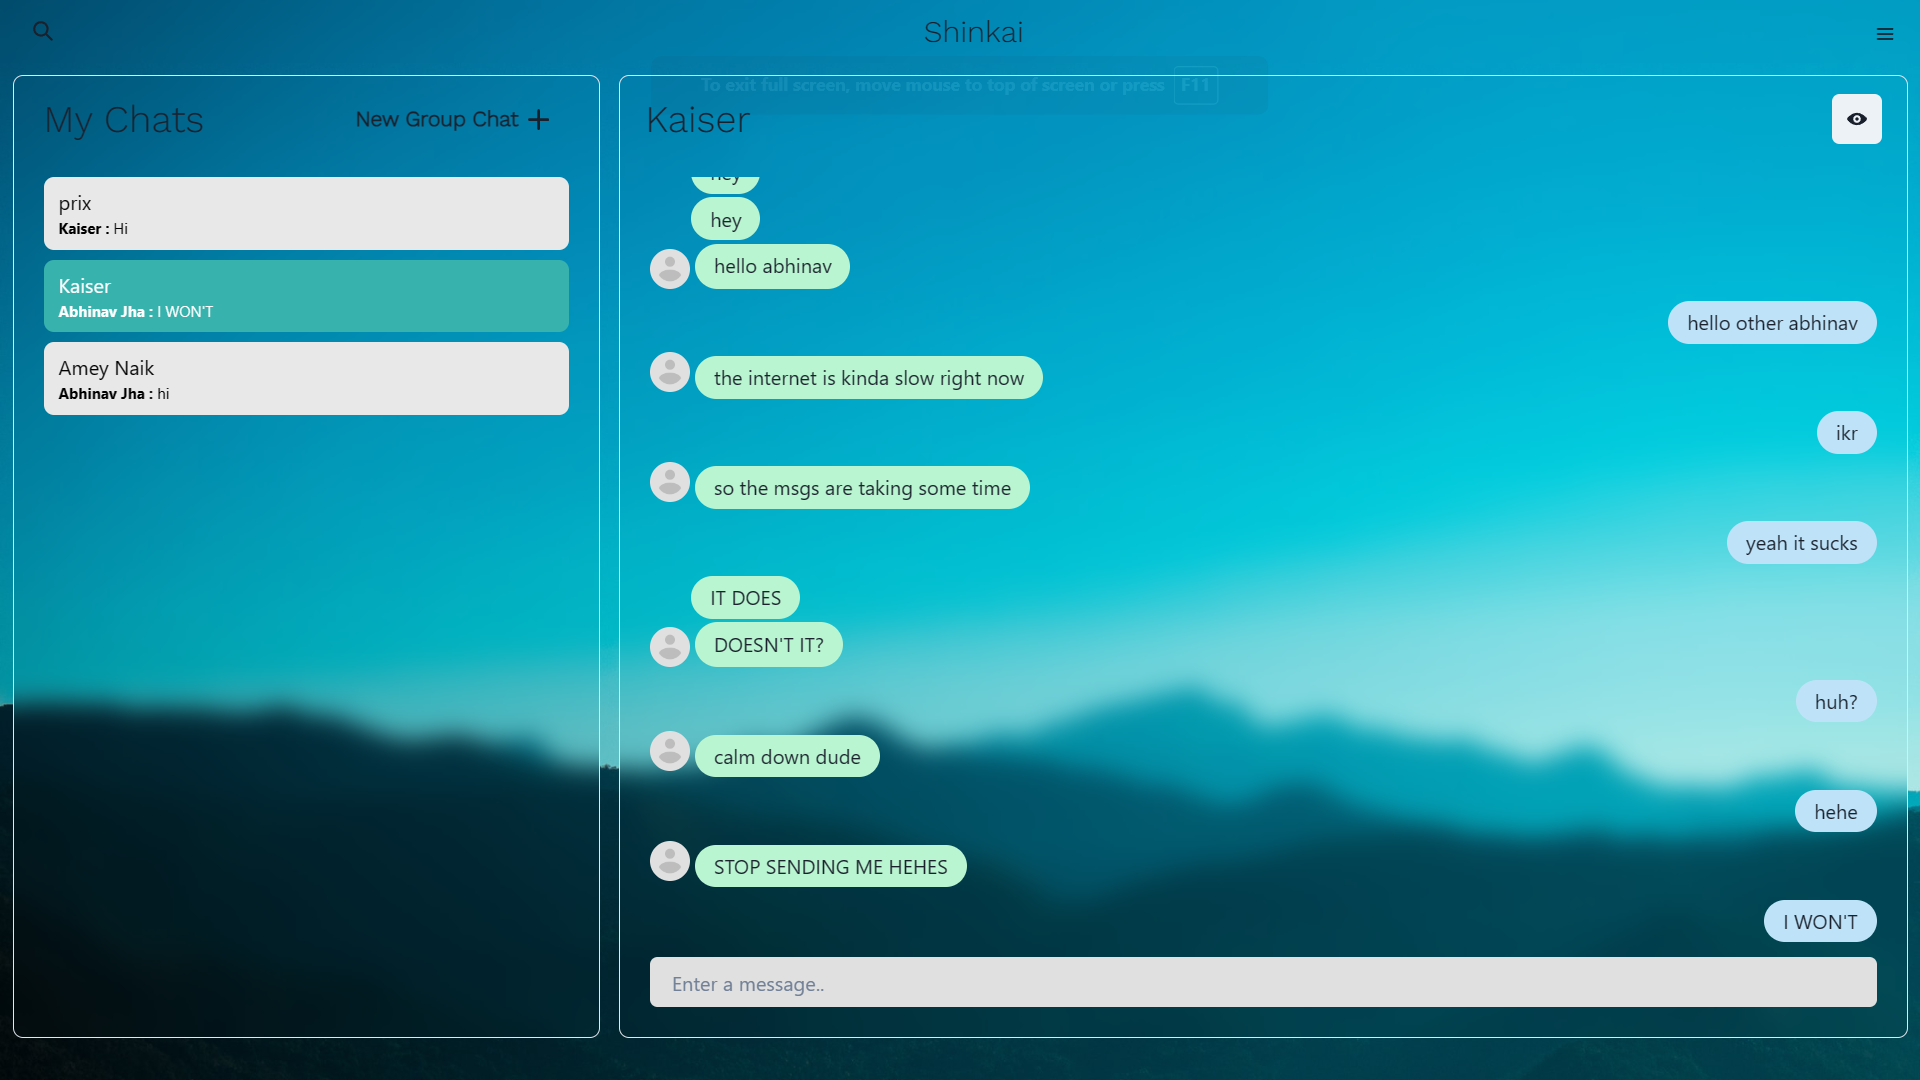 Shinkai
To exit full screen, move mouse to top of screen or press F11
My Chats
New Group Chat
prix
Kaiser : Hi
Kaiser
Abhinav Jha : I WON'T
Amey Naik
Abhinav Jha : hi
Kaiser
hey
hey
hello abhinav
hello other abhinav
the internet is kinda slow right now
ikr
so the msgs are taking some time
yeah it sucks
IT DOES
DOESN'T IT?
huh?
calm down dude
hehe
STOP SENDING ME HEHES
I WON'T
Enter a message..